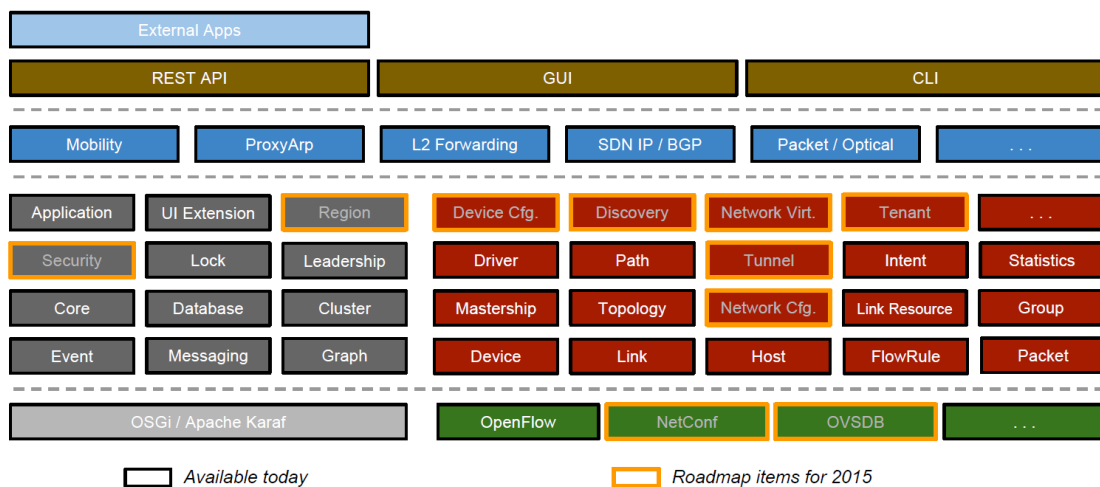 External Apps
REST API GUI CLI
Mobility ProxyArp L2 Forwarding SDN IP / BGP Packet / Optical . . .
Application UI Extension Region Device Cfg. Discovery Network Virt. Tenant . . .
Security Lock Leadership Driver Path Tunnel Intent Statistics
Core Database Cluster Mastership Topology Network Cfg. Link Resource Group
Event Messaging Graph Device Link Host FlowRule Packet
OSGi / Apache Karaf OpenFlow NetConf OVSDB . . .
Available today Roadmap items for 2015